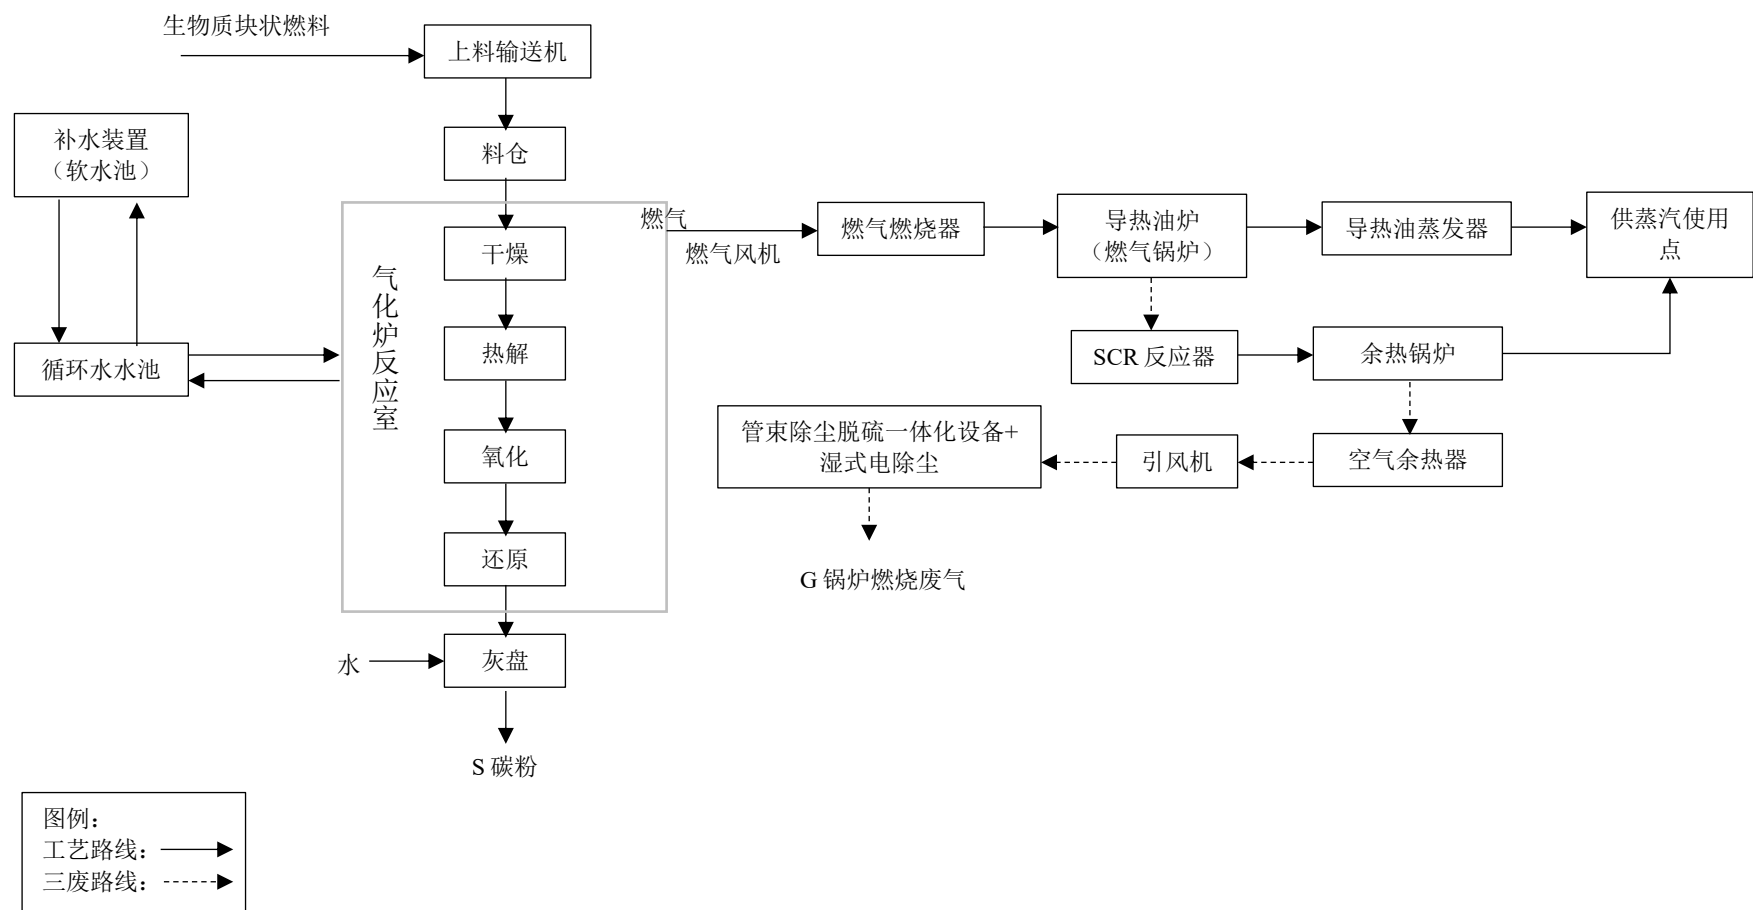 生物质块状燃料
上料输送机
补水装置
（软水池）
料仓
燃气
燃气风机
燃气燃烧器
导热油炉
（燃气锅炉）
导热油蒸发器
供蒸汽使用
点
气化炉反应室
干燥
热解
氧化
还原
循环水水池
SCR 反应器
余热锅炉
管束除尘脱硫一体化设备+
湿式电除尘
引风机
空气余热器
G 锅炉燃烧废气
水
灰盘
S 碳粉
图例：
工艺路线：
三废路线：